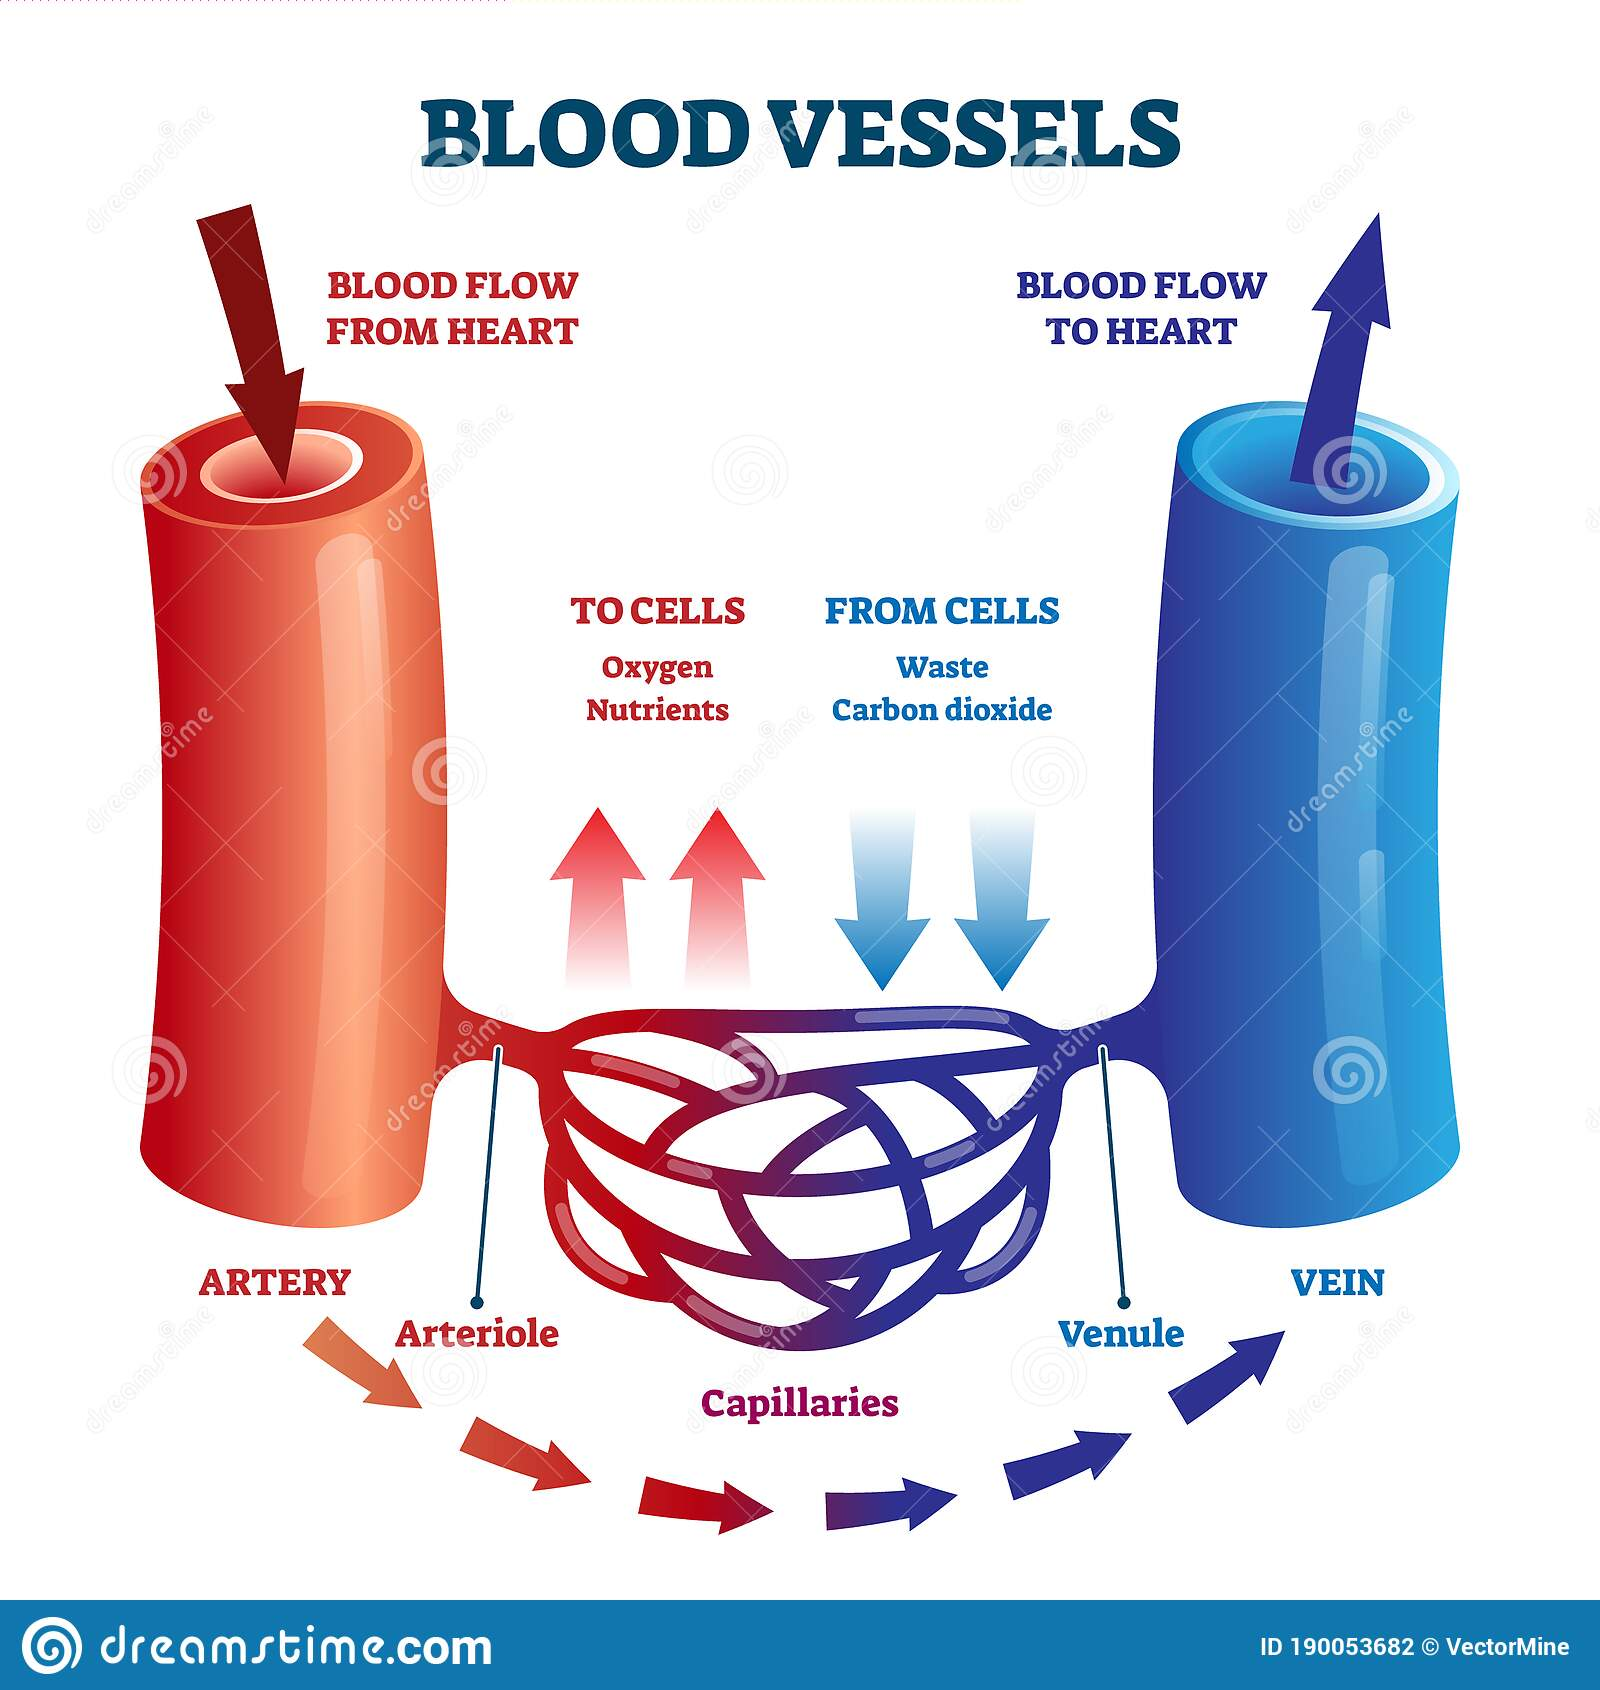 BLOOD VESSELS
BLOOD FLOW
FROM HEART
BLOOD FLOW
TO HEART
TO CELLS
Oxygen
Nutrients
FROM CELLS
Waste
Carbon dioxide
ARTERY
VEIN
Arteriole
Venule
Capillaries
dreamstime.com
ID 190053682 © VectorMine